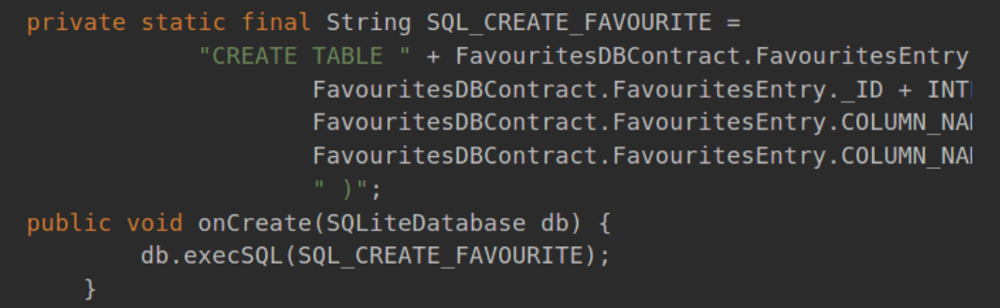 private static final String SQL_CREATE_FAVOURITE =
"CREATE TABLE " + FavouritesDBContract.FavouritesEntry
FavouritesDBContract.FavouritesEntry._ID + INT
FavouritesDBContract.FavouritesEntry.COLUMN_NA
FavouritesDBContract.FavouritesEntry.COLUMN_NA
" )";
public void onCreate(SQLiteDatabase db) {
db.execSQL(SQL_CREATE_FAVOURITE);
}